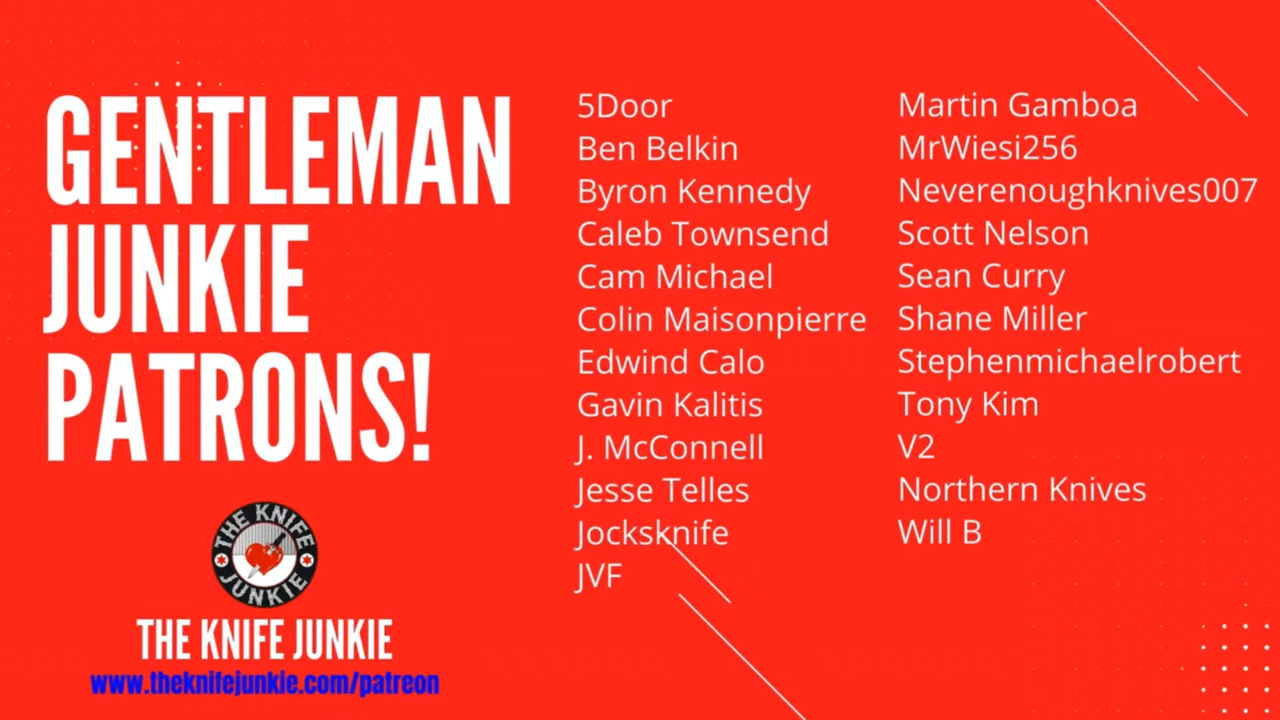 GENTLEMAN
JUNKIE
PATRONS!
THE KNIFE
JUNKIE
THE KNIFE JUNKIE
www.theknifejunkie.com/patreon
5Door
Ben Belkin
Byron Kennedy
Caleb Townsend
Cam Michael
Colin Maisonpierre
Edwind Calo
Gavin Kalitis
J. McConnell
Jesse Telles
Jocksknife
JVF
Martin Gamboa
MrWiesi256
Neverenoughknives007
Scott Nelson
Sean Curry
Shane Miller
Stephenmichaelrobert
Tony Kim
V2
Northern Knives
Will B